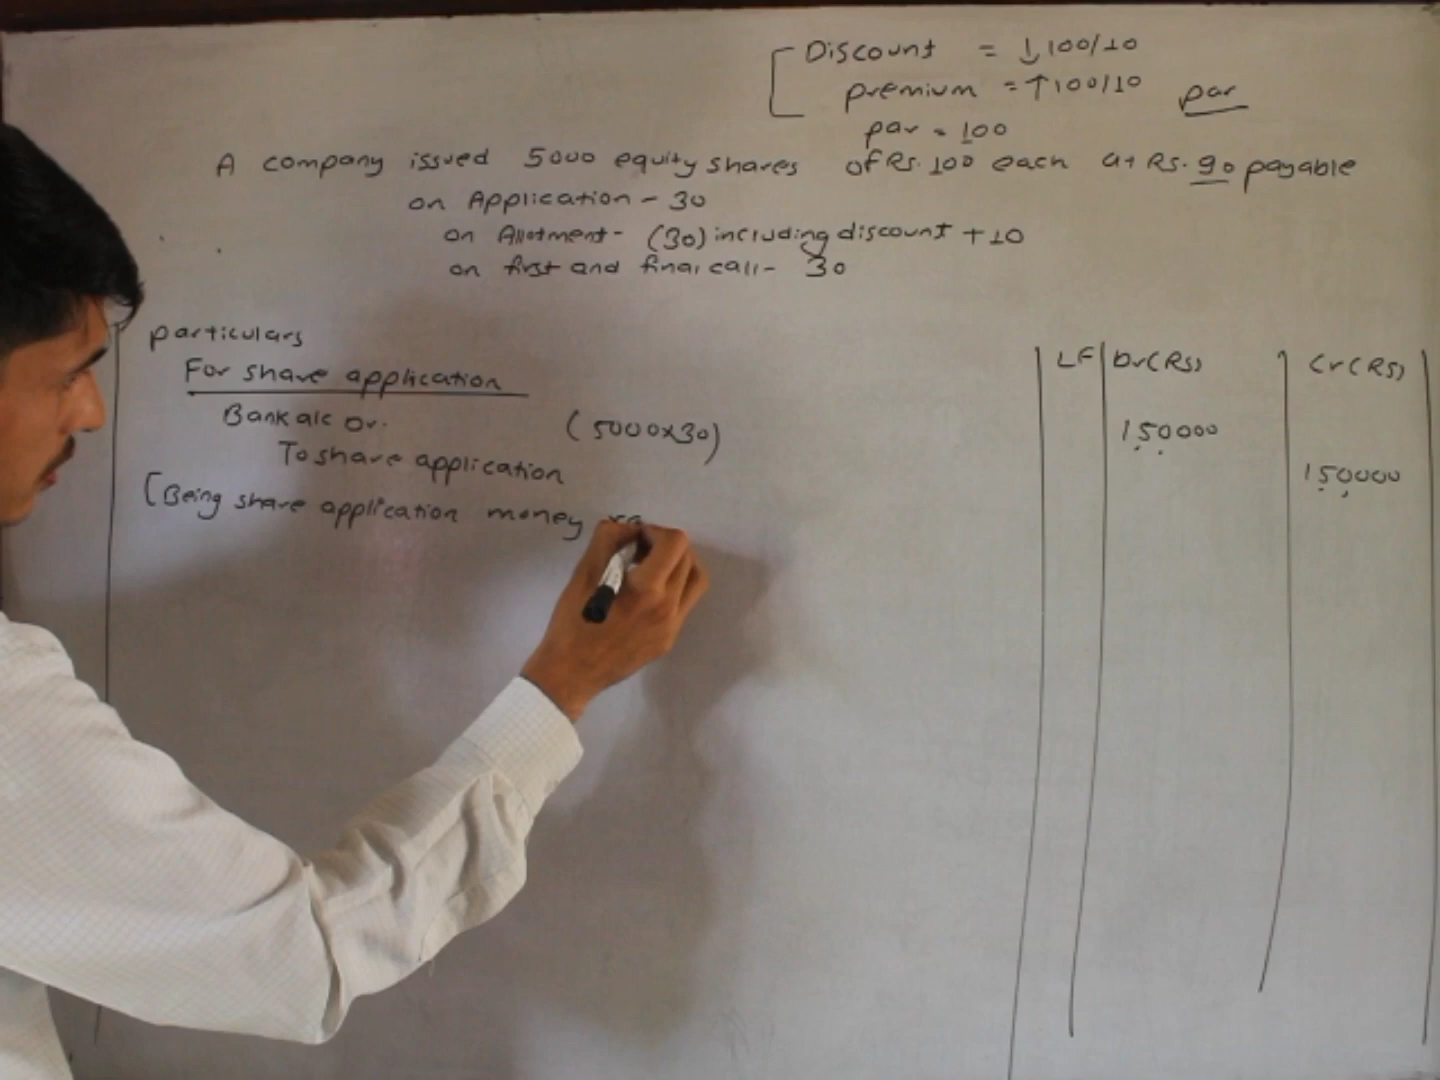 Discount = ↓100/10
premium = ↑100/10 par
par = 100
A company issued 5000 equity shares of Rs. 100 each at Rs. 90 payable
on Application - 30
on Allotment - (30) including discount + 10
on first and final call - 30
particulars LF Dr(RS) Cr(RS)
For share application
Bank alc Dr. (5000x30) 150000
To share application 150000
[Being share application money